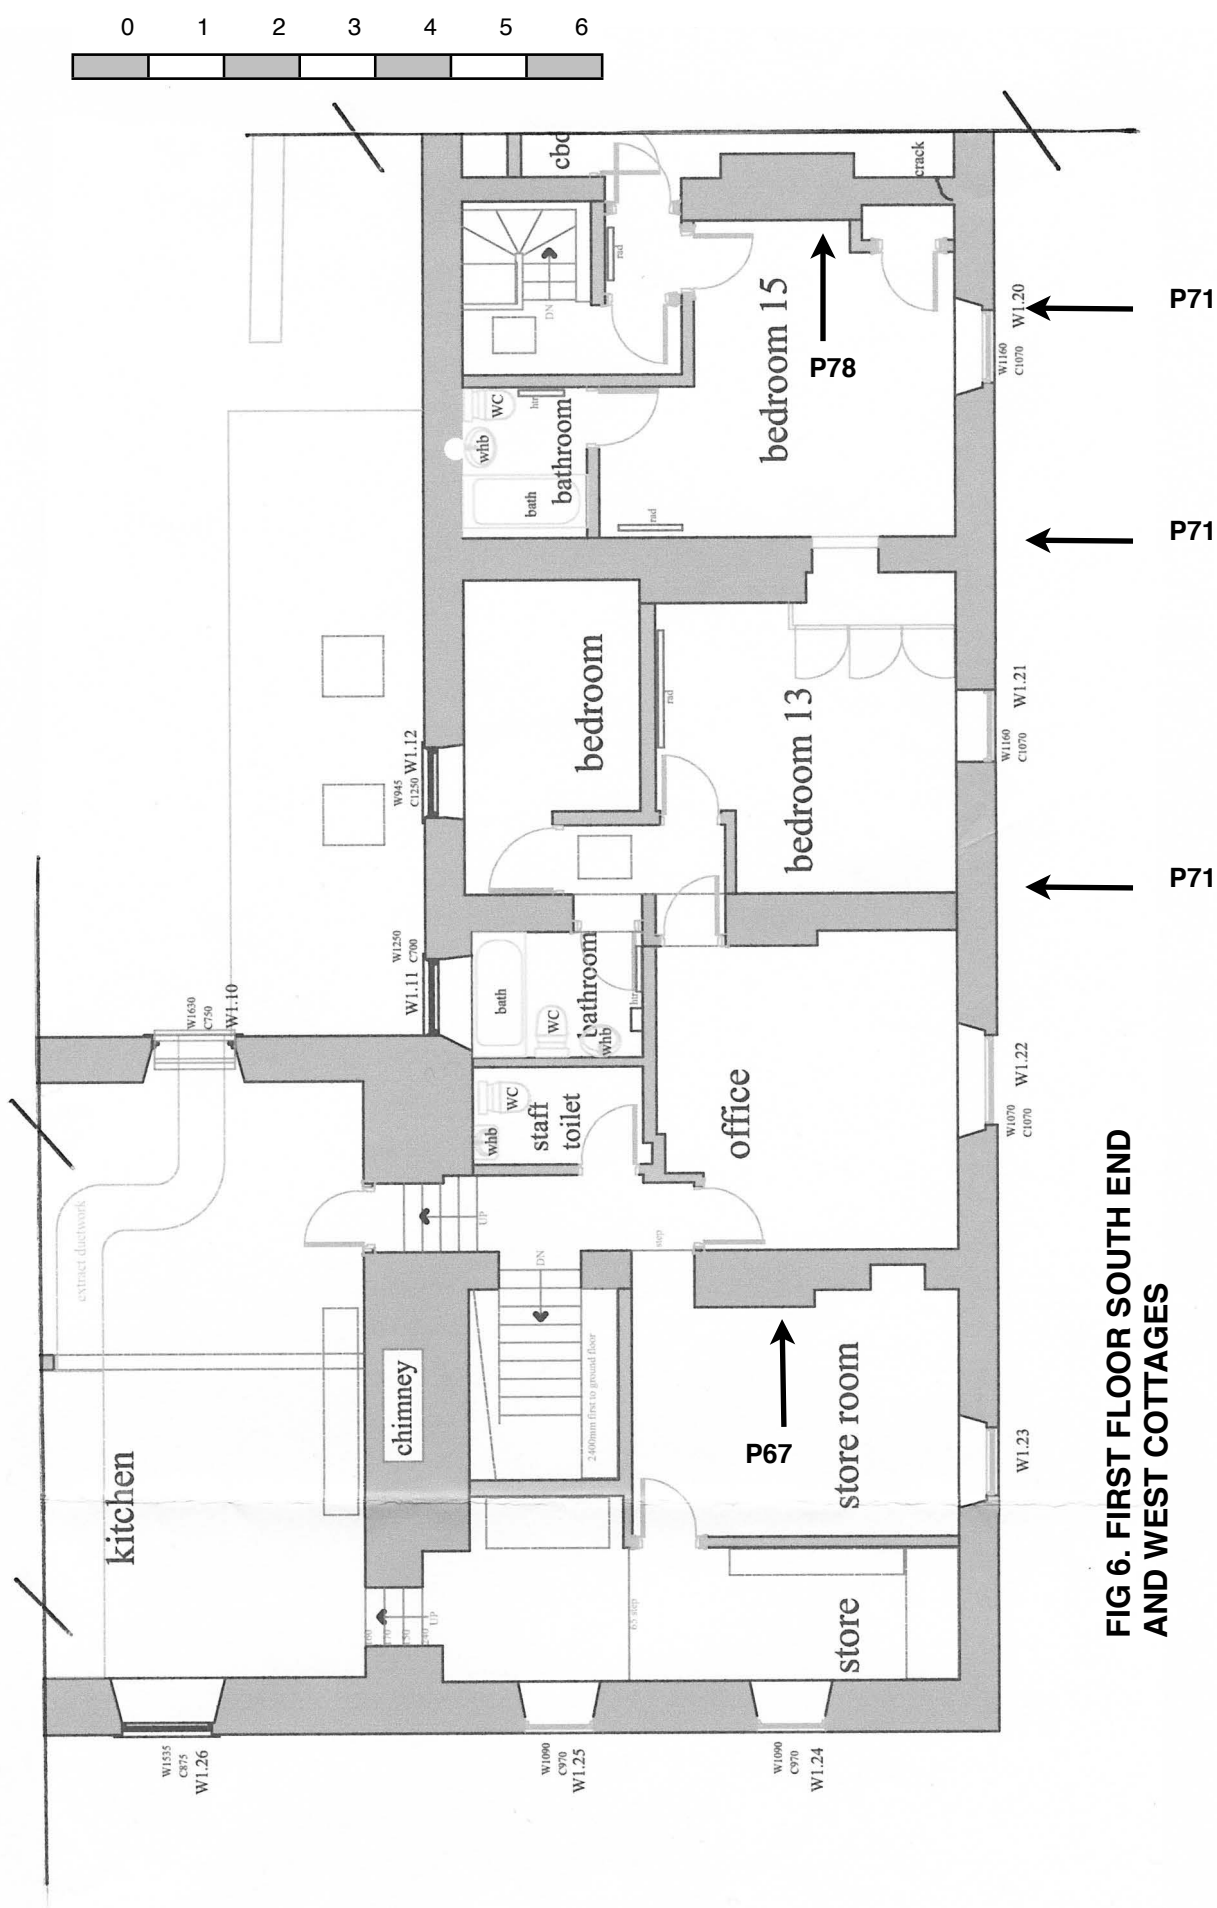 0 1 2 3 4 5 6
cbd
crack
rad
DN
bedroom 15
P78
P71
W1.20
W1160
C1070
WC
htr
whb
bathroom
bath
rad
P71
bedroom
rad
bedroom 13
W1.21
W1160
C1070
W1.12
W945
C1250
P71
W1250
C700
W1.11
bath
bathroom
WC
whb
htr
W1630
C750
W1.10
office
W1.22
W1070
C1070
WC
whb
staff
toilet
UP
step
extract ductwork
DN
2400mm first to ground floor
chimney
kitchen
P67
store room
W1.23
UP
65 step
store
W1535
C875
W1.26
W1090
C970
W1.25
W1090
C970
W1.24
FIG 6. FIRST FLOOR SOUTH END
AND WEST COTTAGES